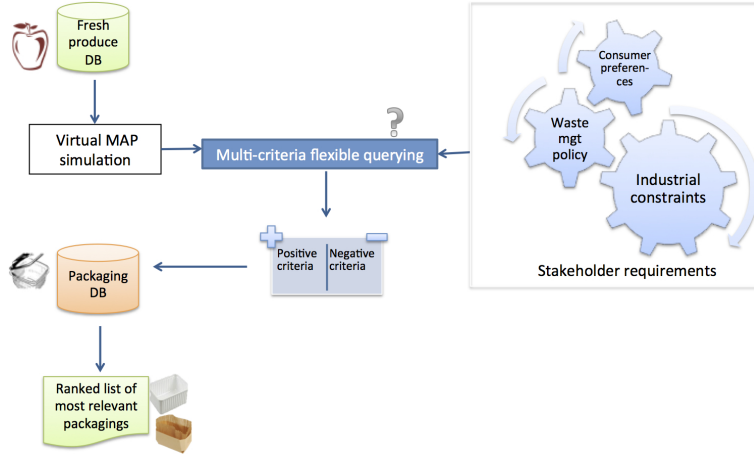 Fresh
produce
DB
Consumer
preferen-
ces
Waste
mgt
policy
Industrial
constraints
Stakeholder requirements
Virtual MAP
simulation
?
Multi-criteria flexible querying
Positive
criteria
Negative
criteria
Packaging
DB
Ranked list of
most relevant
packagings